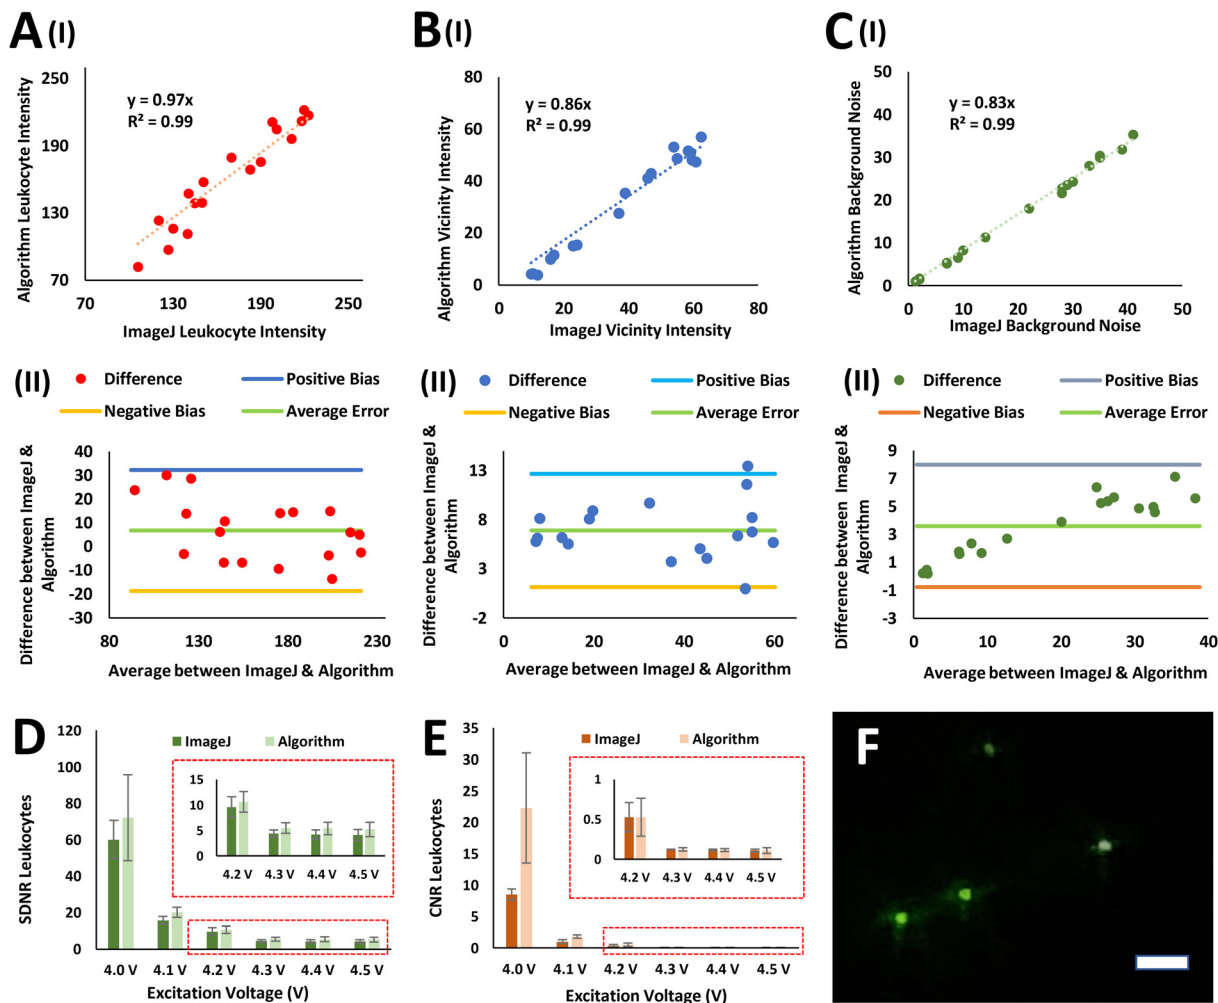 A (I)
y = 0.97x
R² = 0.99
Algorithm Leukocyte Intensity
250
190
130
70
70 130 190 250
ImageJ Leukocyte Intensity
B (I)
y = 0.86x
R² = 0.99
Algorithm Vicinity Intensity
80
60
40
20
0
0 20 40 60 80
ImageJ Vicinity Intensity
C (I)
y = 0.83x
R² = 0.99
Algorithm Background Noise
50
40
30
20
10
0
0 10 20 30 40 50
ImageJ Background Noise
(II)
Difference Positive Bias
Negative Bias Average Error
Difference between ImageJ &
Algorithm
40
30
20
10
0
-10
-20
-30
80 130 180 230
Average between ImageJ & Algorithm
(II)
Difference Positive Bias
Negative Bias Average Error
Difference between ImageJ &
Algorithm
13
8
3
-2
0 20 40 60
Average between ImageJ & Algorithm
(II)
Difference Positive Bias
Negative Bias Average Error
Difference between ImageJ &
Algorithm
9
7
5
3
1
-1
-3
0 10 20 30 40
Average between ImageJ & Algorithm
D
ImageJ Algorithm
SDNR Leukocytes
120
100
80
60
40
20
0
15
10
5
0
4.2 V 4.3 V 4.4 V 4.5 V
4.0 V 4.1 V 4.2 V 4.3 V 4.4 V 4.5 V
Excitation Voltage (V)
E
ImageJ Algorithm
CNR Leukocytes
35
30
25
20
15
10
5
0
1
0.5
0
4.2 V 4.3 V 4.4 V 4.5 V
4.0 V 4.1 V 4.2 V 4.3 V 4.4 V 4.5 V
Excitation Voltage (V)
F